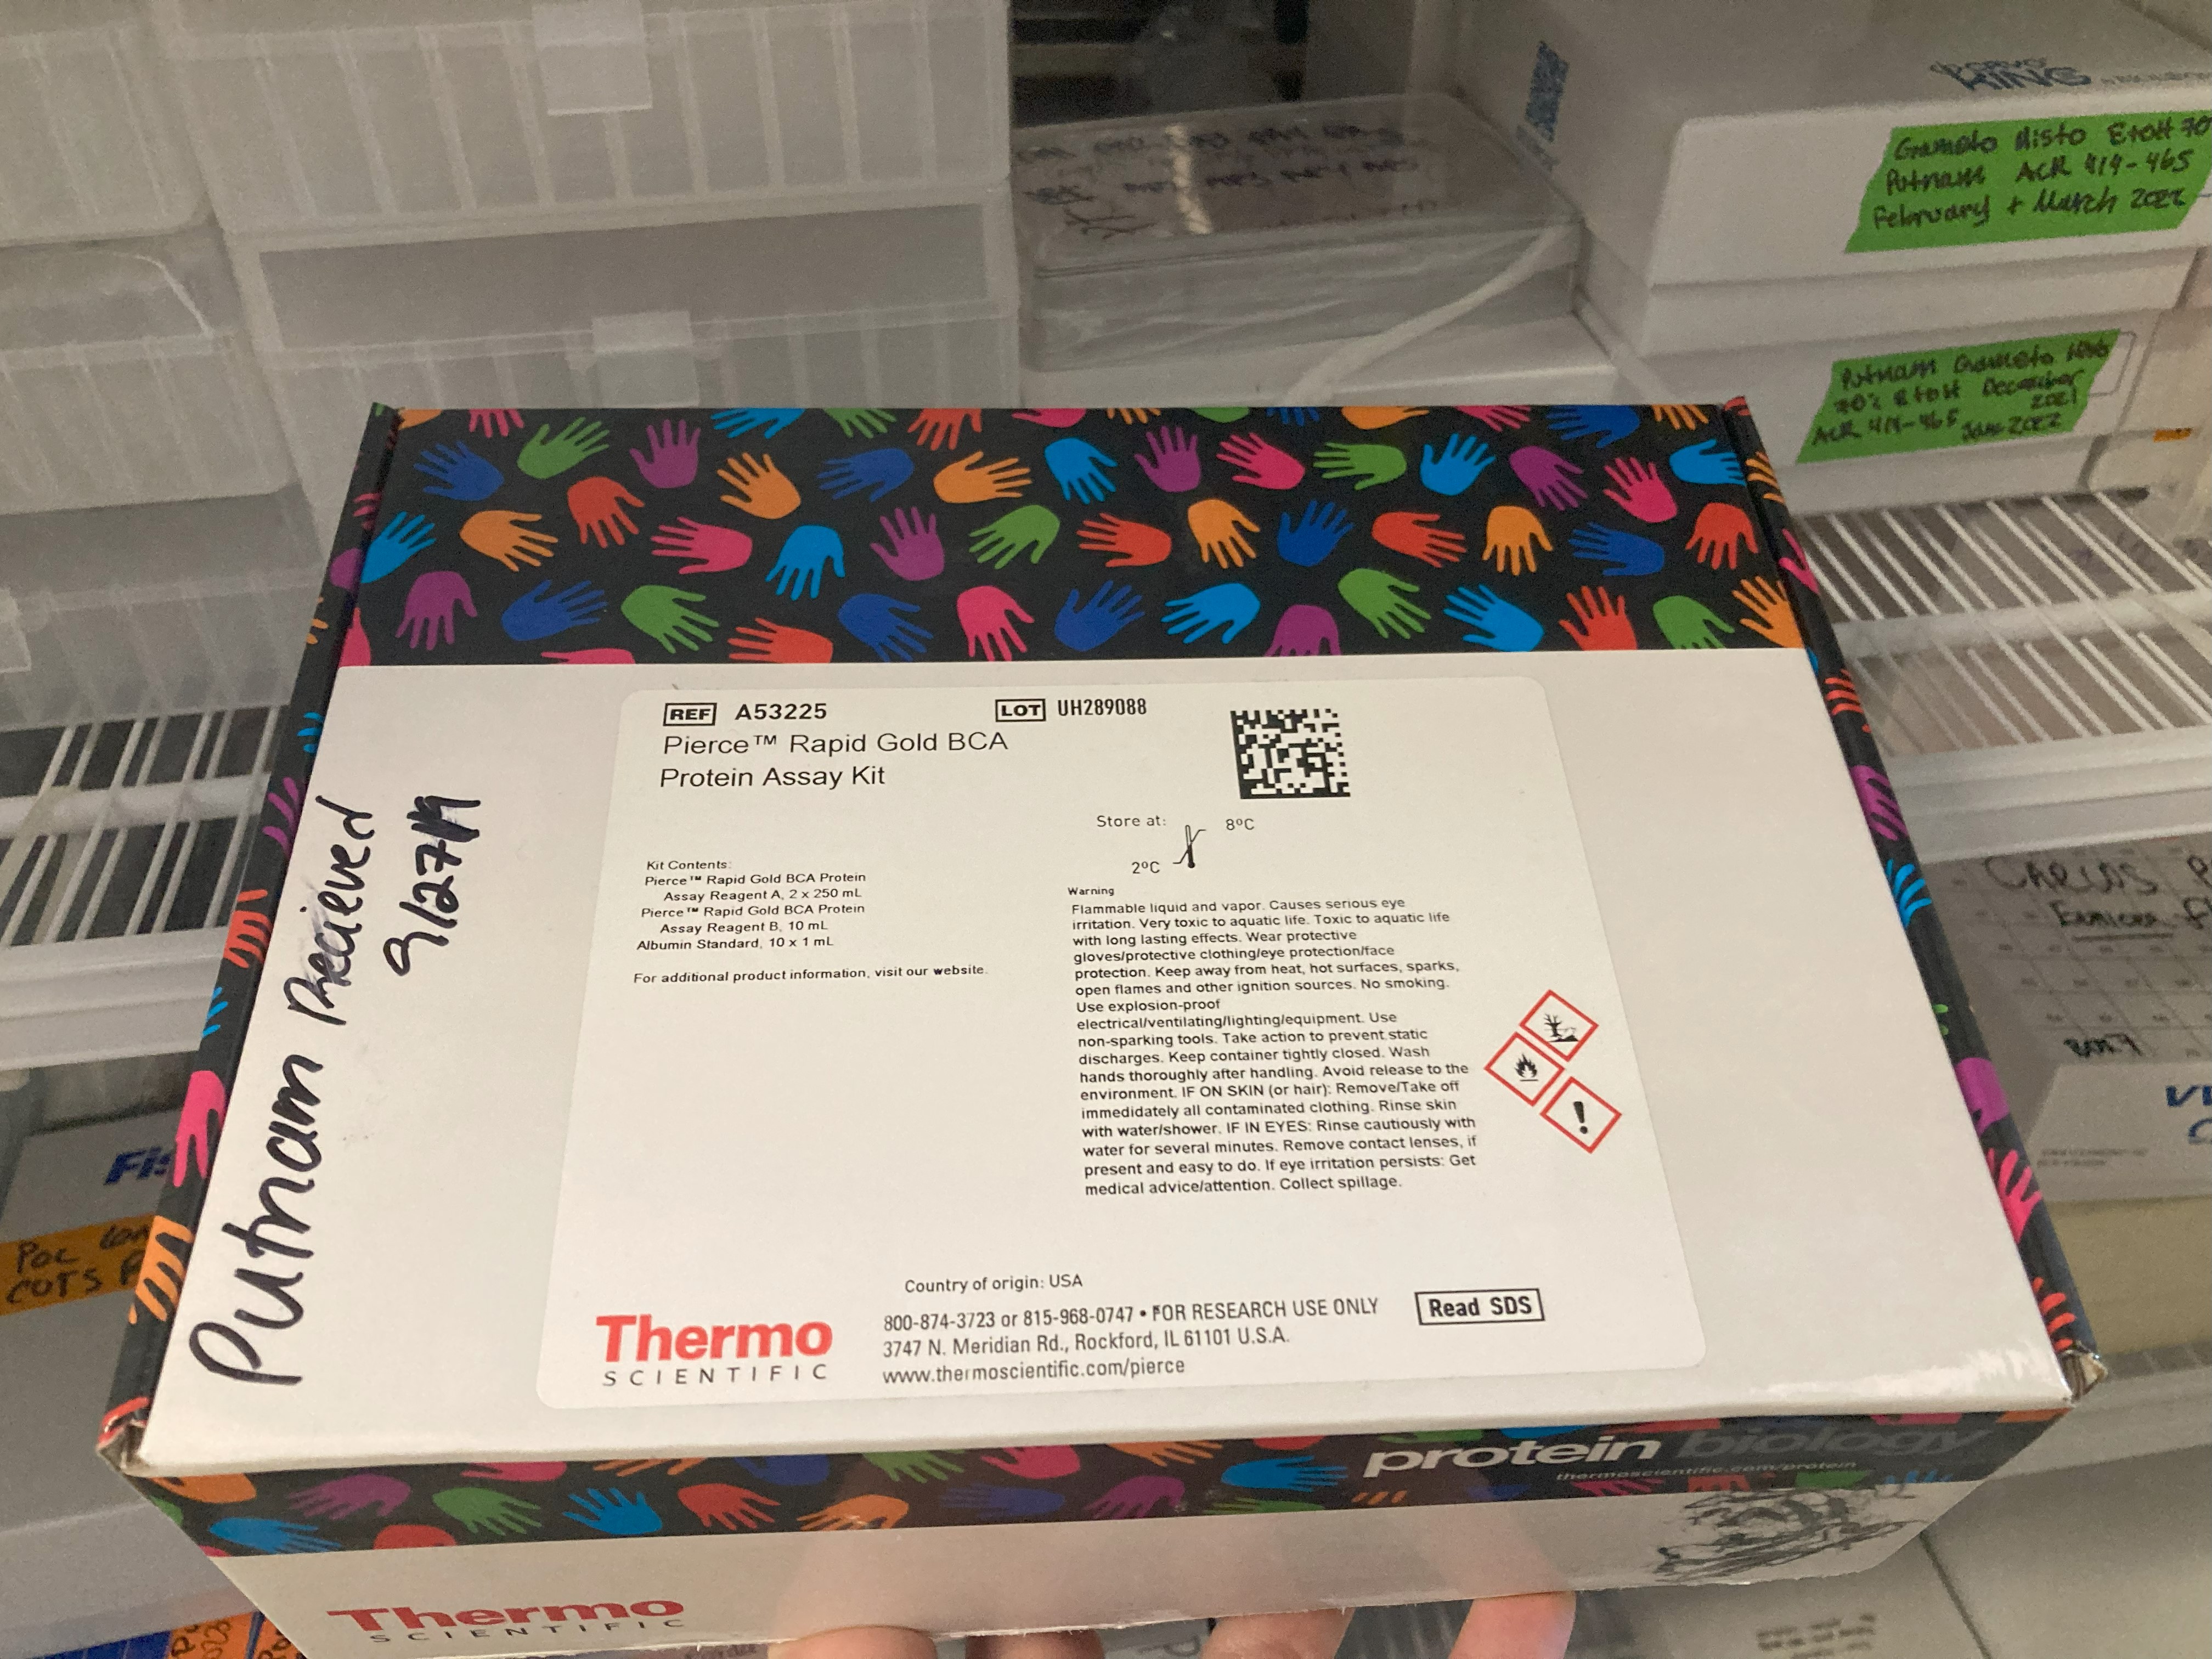 Putnam ACR 414-465
February + March 2022
December
2021
Putnam Recieved
9/27/19
REF A53225 LOT UH289088
Pierce™ Rapid Gold BCA
Protein Assay Kit
Kit Contents:
Pierce™ Rapid Gold BCA Protein
Assay Reagent A, 2 x 250 mL
Pierce™ Rapid Gold BCA Protein
Assay Reagent B, 10 mL
Albumin Standard, 10 x 1 mL
For additional product information, visit our website.
Store at:
8°C
2°C
Warning
Flammable liquid and vapor. Causes serious eye
irritation. Very toxic to aquatic life. Toxic to aquatic life
with long lasting effects. Wear protective
gloves/protective clothing/eye protection/face
protection. Keep away from heat, hot surfaces, sparks,
open flames and other ignition sources. No smoking.
Use explosion-proof
electrical/ventilating/lighting/equipment. Use
non-sparking tools. Take action to prevent static
discharges. Keep container tightly closed. Wash
hands thoroughly after handling. Avoid release to the
environment. IF ON SKIN (or hair): Remove/Take off
immedidately all contaminated clothing. Rinse skin
with water/shower. IF IN EYES: Rinse cautiously with
water for several minutes. Remove contact lenses, if
present and easy to do. If eye irritation persists: Get
medical advice/attention. Collect spillage.
Country of origin: USA
Thermo
SCIENTIFIC
800-874-3723 or 815-968-0747 • FOR RESEARCH USE ONLY
3747 N. Meridian Rd., Rockford, IL 61101 U.S.A.
www.thermoscientific.com/pierce
Read SDS
protein biology
thermoscientific.com/protein
Thermo
SCIENTIFIC
POC
COTS